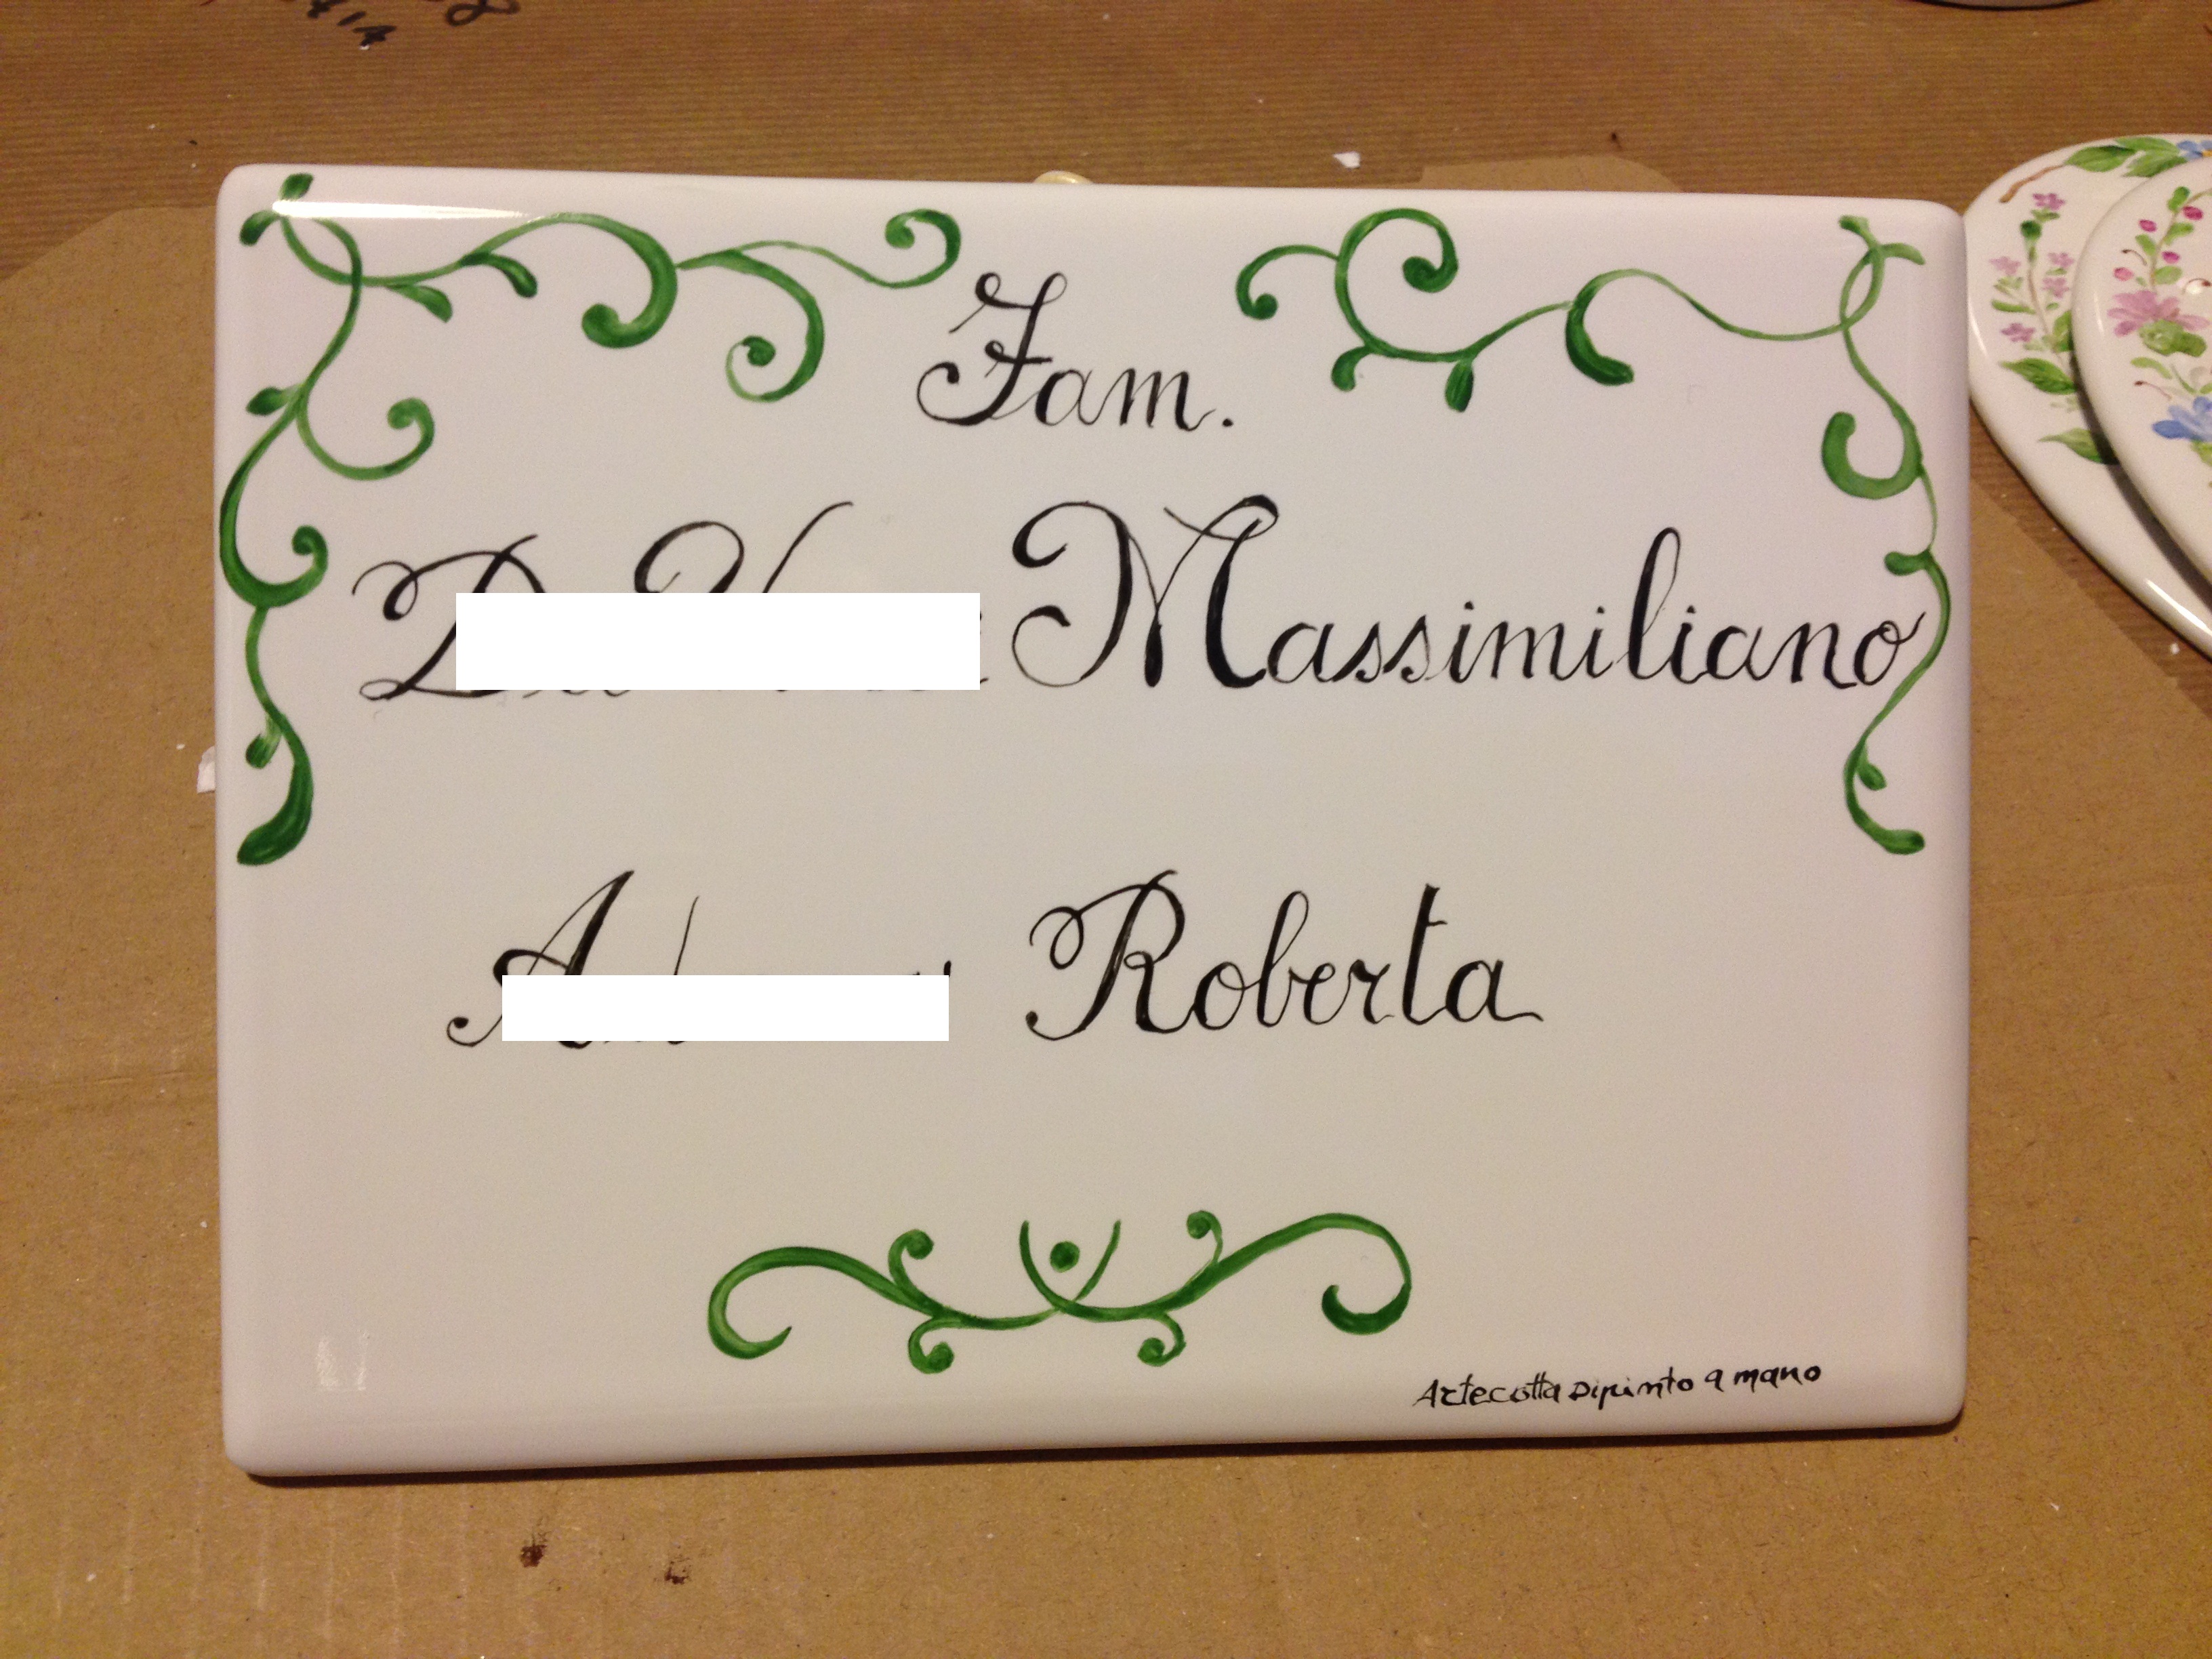 Fam.
Massimiliano
Roberta
Artecotta Dipinto a mano